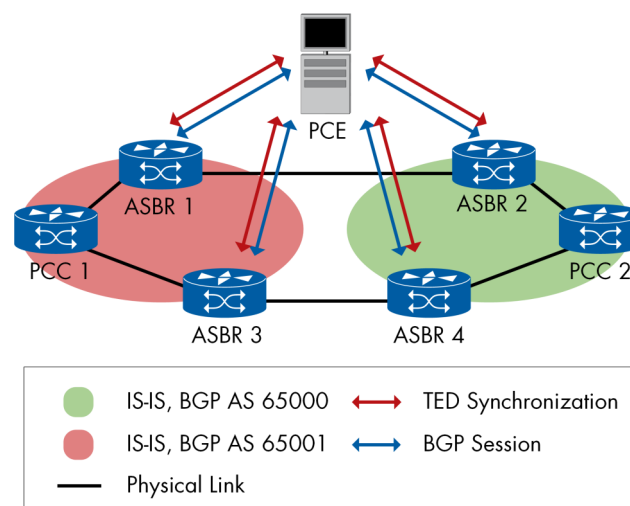 PCE
ASBR 1
ASBR 2
PCC 1
PCC 2
ASBR 3
ASBR 4
IS-IS, BGP AS 65000
TED Synchronization
IS-IS, BGP AS 65001
BGP Session
Physical Link